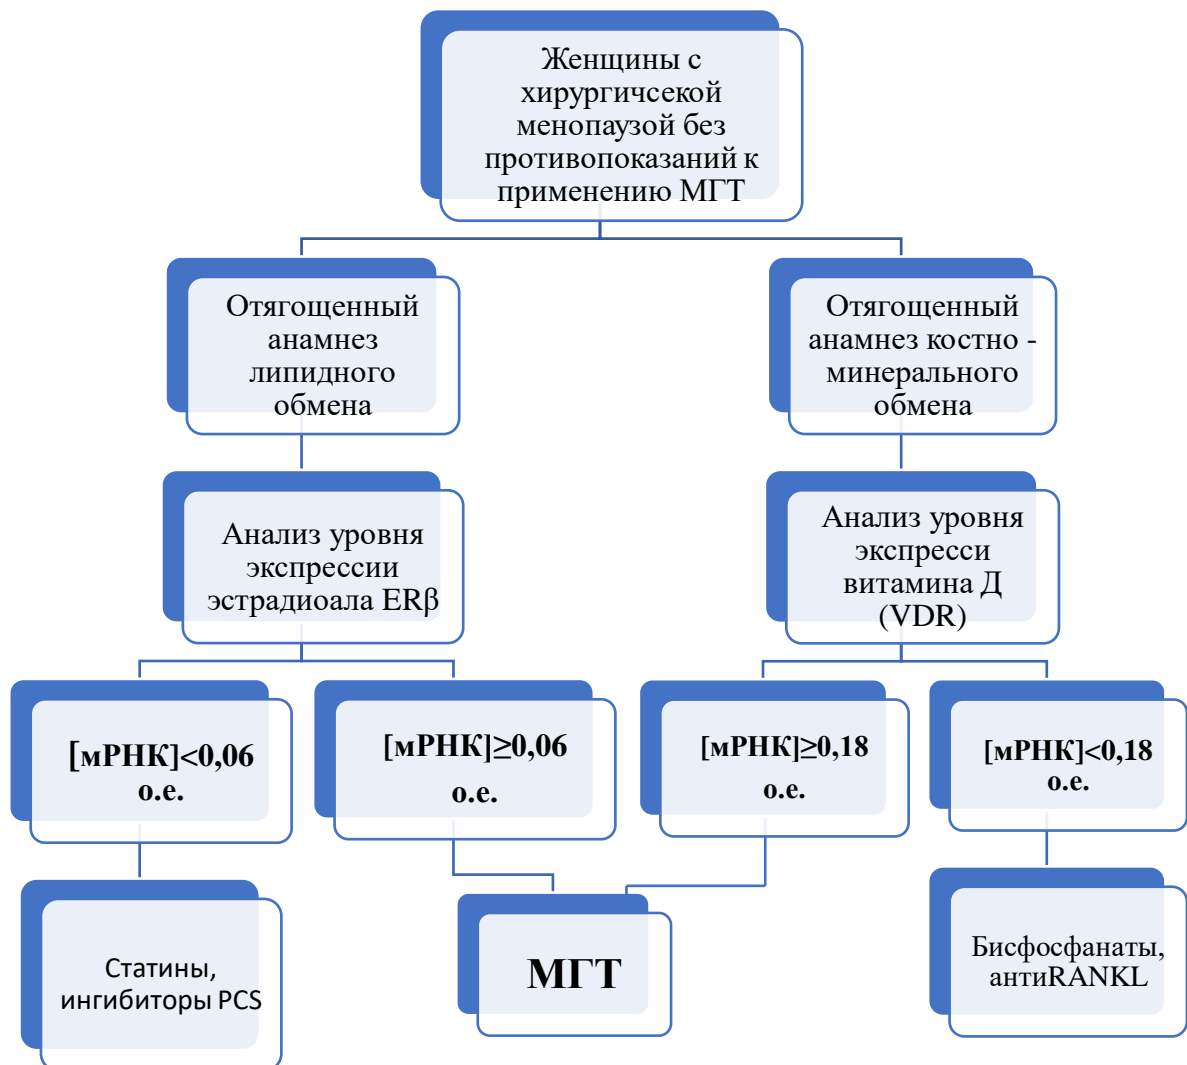 Женщины с
хирургичсекой
менопаузой без
противопоказаний к
применению МГТ
Отягощенный
анамнез
липидного
обмена
Отягощенный
анамнез костно -
минерального
обмена
Анализ уровня
экспрессии
эстрадиоала ERβ
Анализ уровня
экспресси
витамина Д
(VDR)
[мРНК]<0,06
о.е.
[мРНК]≥0,06
о.е.
[мРНК]≥0,18
о.е.
[мРНК]<0,18
о.е.
Статины,
ингибиторы PCS
МГТ
Бисфосфанаты,
антиRANKL